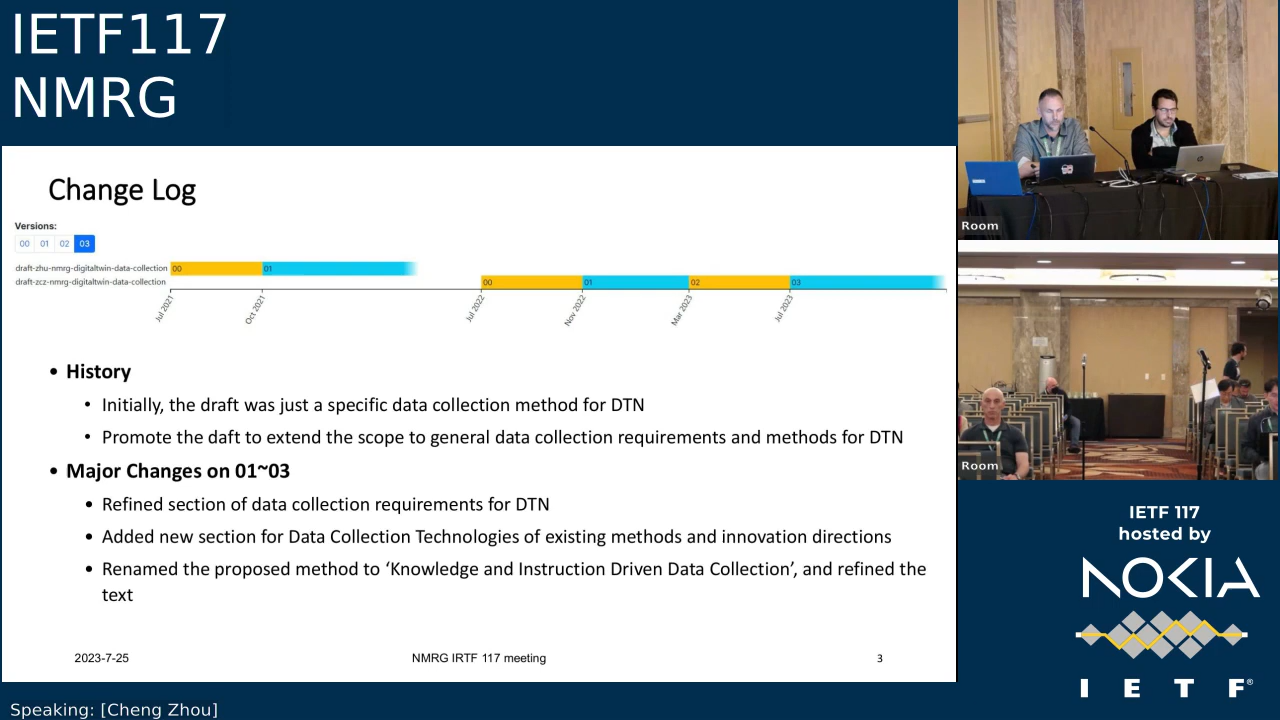 IETF117
NMRG
Change Log
Versions:
00 01 02 03
draft-zhu-nmrg-digitaltwin-data-collection 00 01
draft-zcz-nmrg-digitaltwin-data-collection 00 01 02 03
Jul 2021 Oct 2021 Jul 2022 Nov 2022 Mar 2023 Jul 2023
• History
• Initially, the draft was just a specific data collection method for DTN
• Promote the daft to extend the scope to general data collection requirements and methods for DTN
• Major Changes on 01~03
• Refined section of data collection requirements for DTN
• Added new section for Data Collection Technologies of existing methods and innovation directions
• Renamed the proposed method to ‘Knowledge and Instruction Driven Data Collection’, and refined the
text
2023-7-25 NMRG IRTF 117 meeting 3
Speaking: [Cheng Zhou]
Room
Room
IETF 117
hosted by
NOKIA
I E T F®